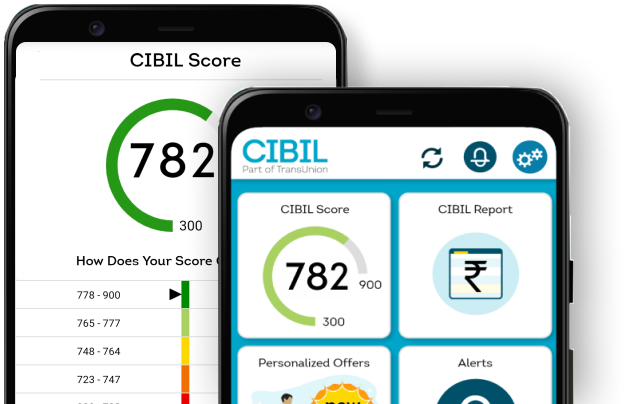 CIBIL Score
782
300
How Does Your Score
778 - 900
765 - 777
748 - 764
723 - 747
CIBIL
Part of TransUnion
CIBIL Score
782
900
300
CIBIL Report
₹
Personalized Offers
new
Alerts